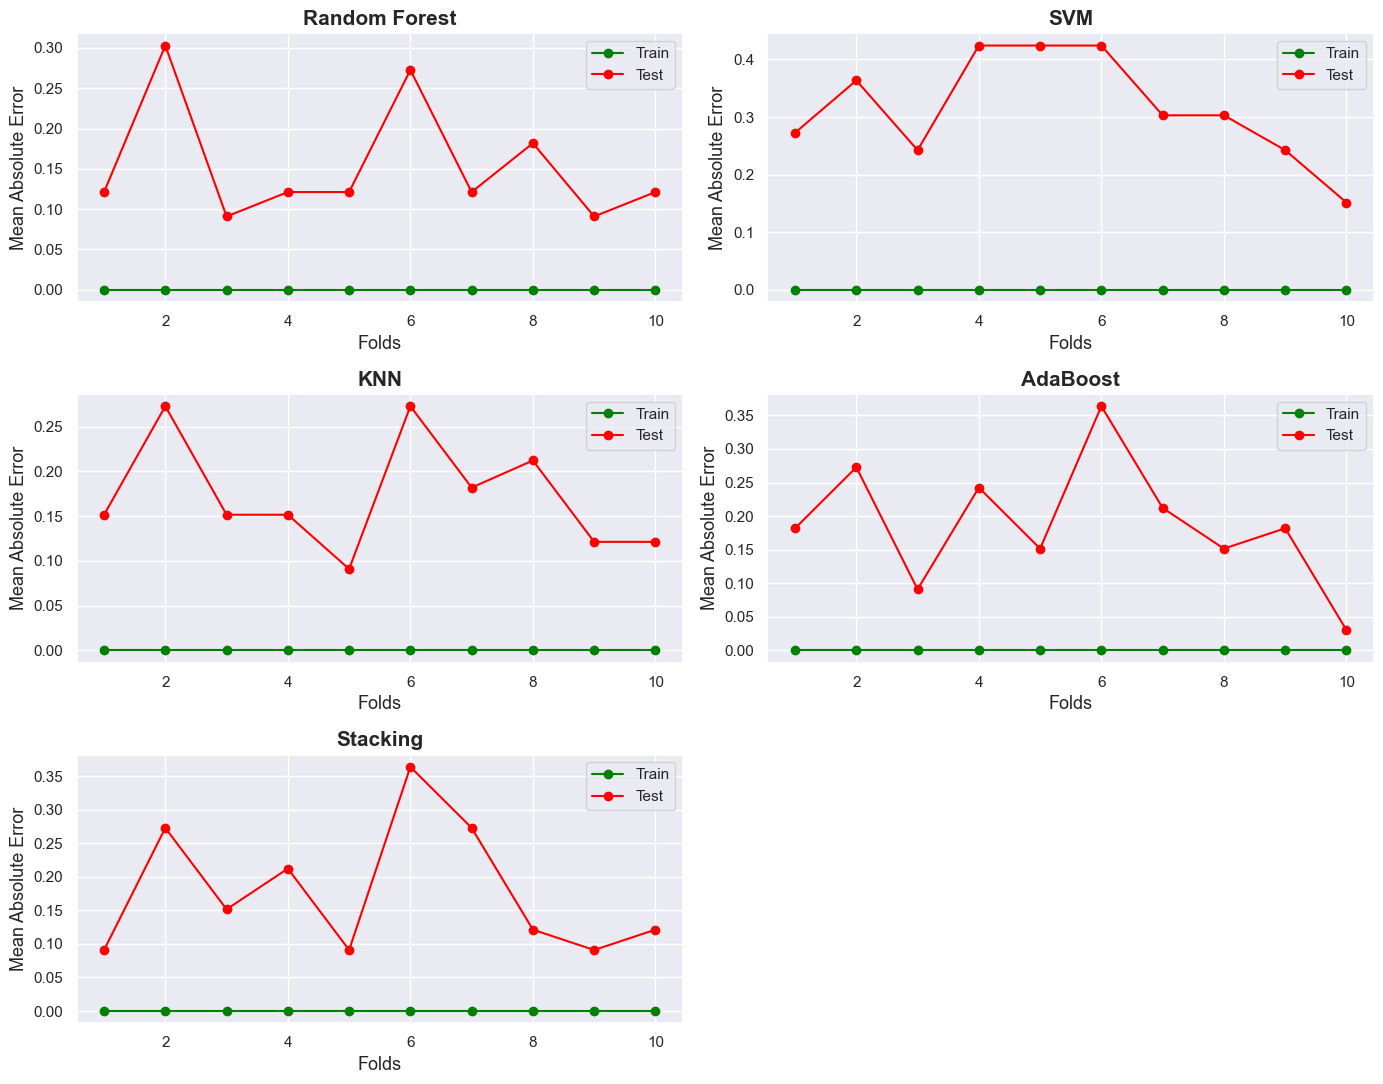 Random Forest
Mean Absolute Error
0.30
0.25
0.20
0.15
0.10
0.05
0.00
Train
Test
2
4
6
8
10
Folds
SVM
Mean Absolute Error
0.4
0.3
0.2
0.1
0.0
Train
Test
2
4
6
8
10
Folds
KNN
Mean Absolute Error
0.25
0.20
0.15
0.10
0.05
0.00
Train
Test
2
4
6
8
10
Folds
AdaBoost
Mean Absolute Error
0.35
0.30
0.25
0.20
0.15
0.10
0.05
0.00
Train
Test
2
4
6
8
10
Folds
Stacking
Mean Absolute Error
0.35
0.30
0.25
0.20
0.15
0.10
0.05
0.00
Train
Test
2
4
6
8
10
Folds